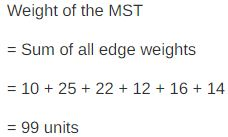 Weight of the MST
= Sum of all edge weights
= 10 + 25 + 22 + 12 + 16 + 14
= 99 units